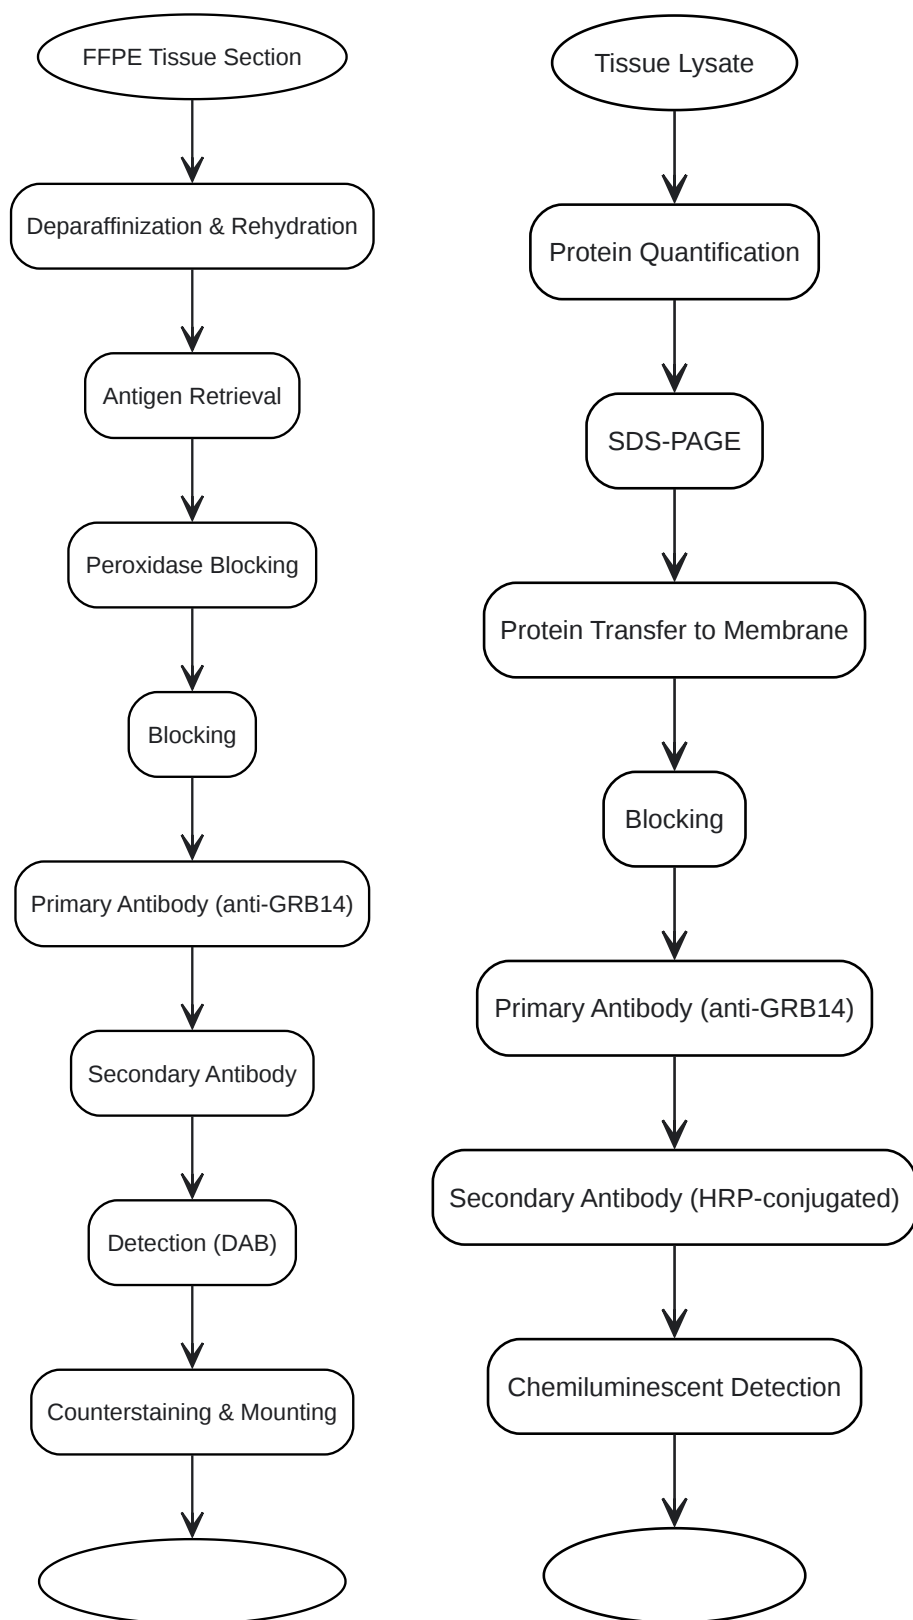 FFPE Tissue Section
Deparaffinization & Rehydration
Antigen Retrieval
Peroxidase Blocking
Blocking
Primary Antibody (anti-GRB14)
Secondary Antibody
Detection (DAB)
Counterstaining & Mounting
Tissue Lysate
Protein Quantification
SDS-PAGE
Protein Transfer to Membrane
Blocking
Primary Antibody (anti-GRB14)
Secondary Antibody (HRP-conjugated)
Chemiluminescent Detection